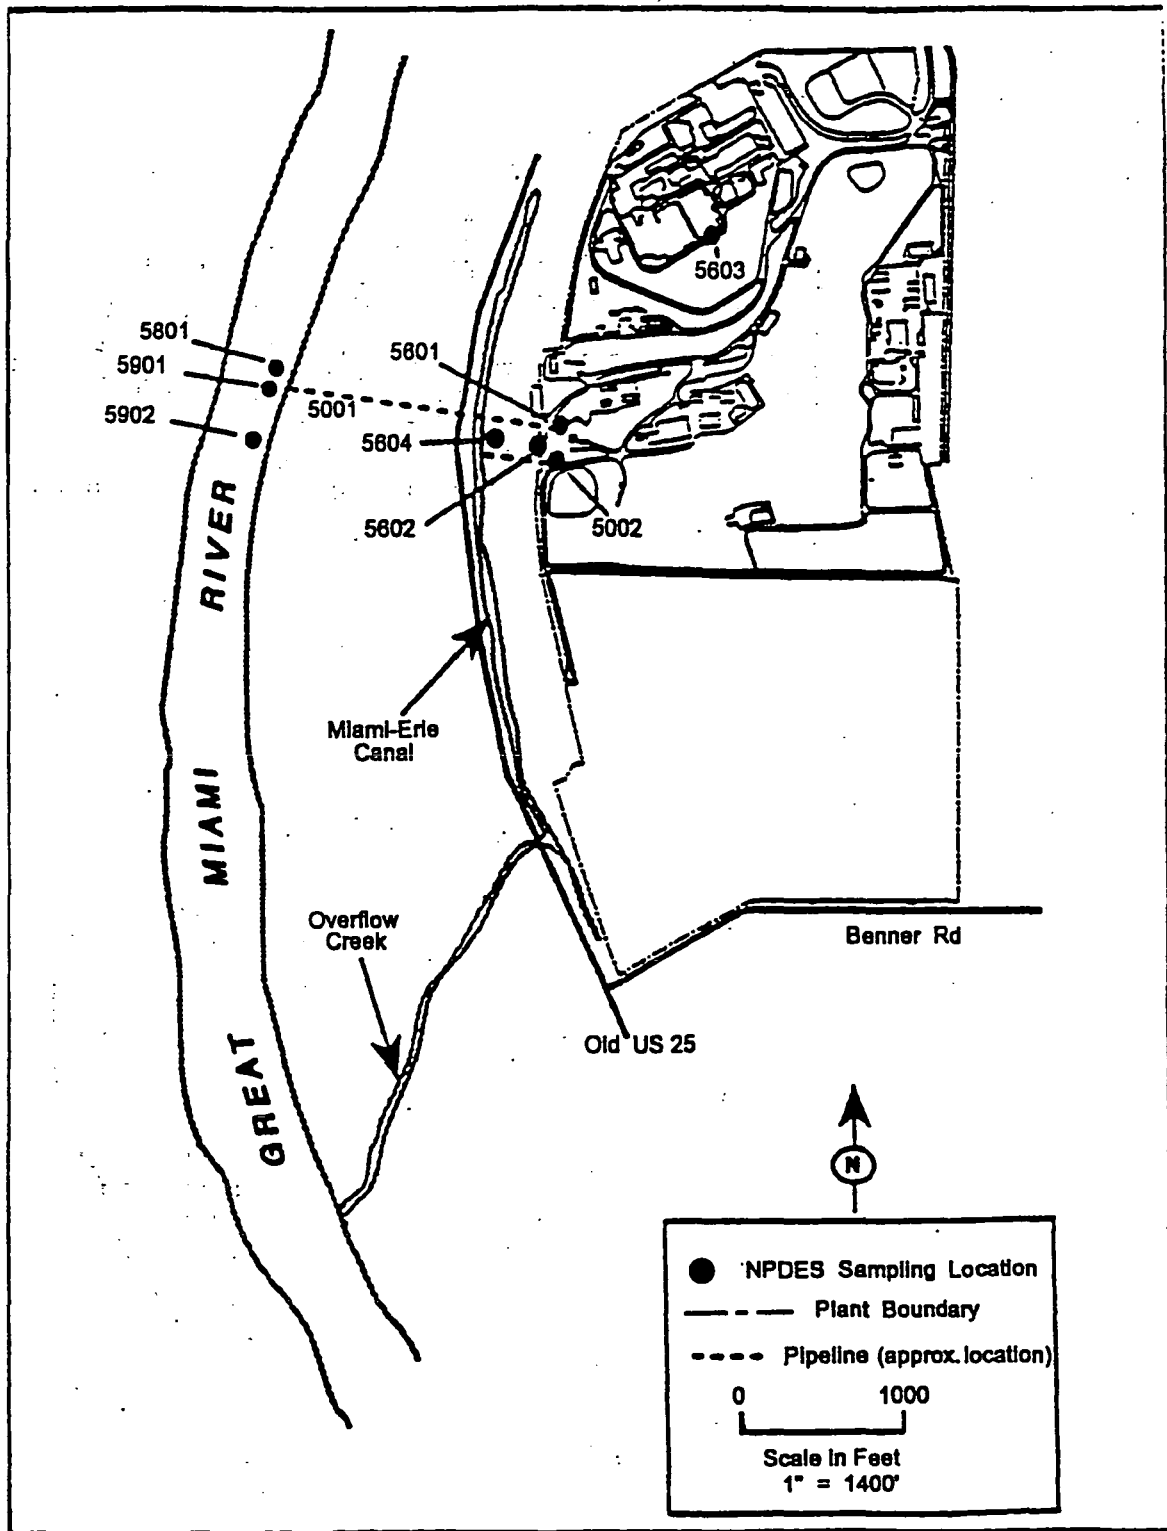 5603
5801
5601
5901
5001
5902
5604
5602
5002
GREAT MIAMI RIVER
Miami-Erie
Canal
Overflow
Creek
Benner Rd
Old US 25
N
NPDES Sampling Location
Plant Boundary
Pipeline (approx. location)
0 1000
Scale in Feet
1" = 1400'